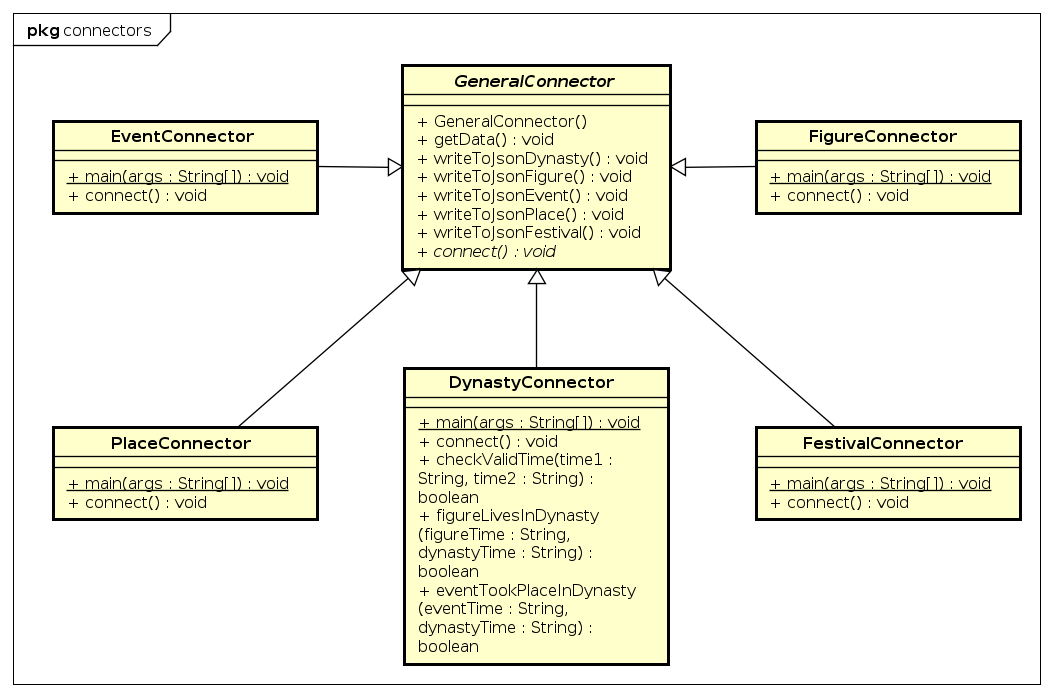 pkg connectors
GeneralConnector
+ GeneralConnector()
+ getData() : void
+ writeToJsonDynasty() : void
+ writeToJsonFigure() : void
+ writeToJsonEvent() : void
+ writeToJsonPlace() : void
+ writeToJsonFestival() : void
+ connect() : void
EventConnector
+ main(args : String[]) : void
+ connect() : void
FigureConnector
+ main(args : String[]) : void
+ connect() : void
PlaceConnector
+ main(args : String[]) : void
+ connect() : void
DynastyConnector
+ main(args : String[]) : void
+ connect() : void
+ checkValidTime(time1 :
String, time2 : String) :
boolean
+ figureLivesInDynasty
(figureTime : String,
dynastyTime : String) :
boolean
+ eventTookPlaceInDynasty
(eventTime : String,
dynastyTime : String) :
boolean
FestivalConnector
+ main(args : String[]) : void
+ connect() : void